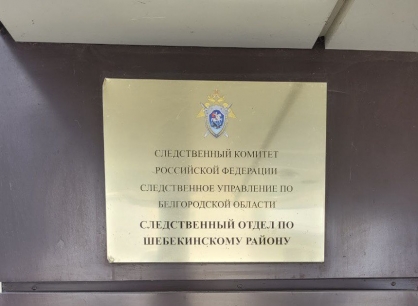 СЛЕДСТВЕННЫЙ КОМИТЕТ
РОССИЙСКОЙ ФЕДЕРАЦИИ
СЛЕДСТВЕННОЕ УПРАВЛЕНИЕ ПО
БЕЛГОРОДСКОЙ ОБЛАСТИ
СЛЕДСТВЕННЫЙ ОТДЕЛ ПО
ШЕБЕКИНСКОМУ РАЙОНУ